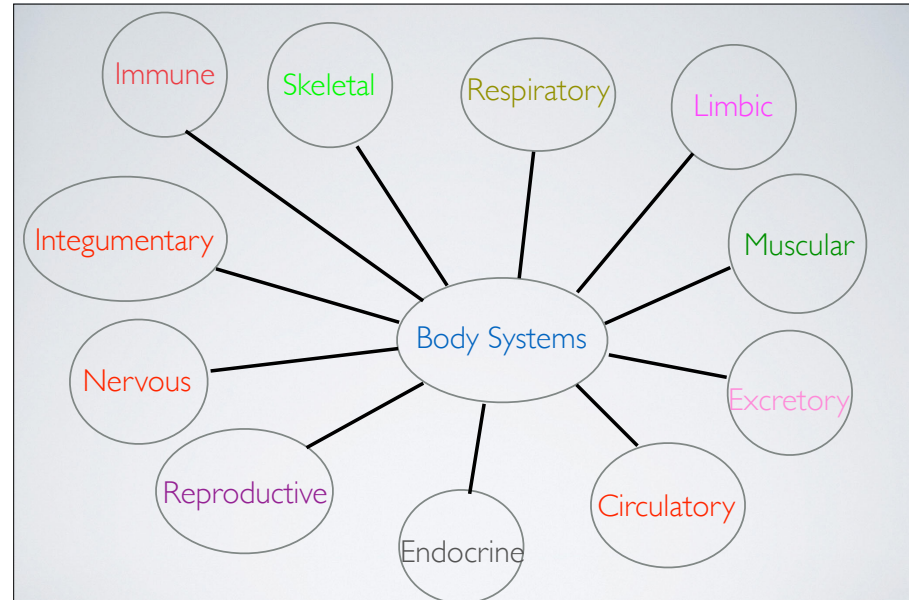 Immune
Skeletal
Respiratory
Limbic
Integumentary
Muscular
Body Systems
Nervous
Excretory
Reproductive
Circulatory
Endocrine